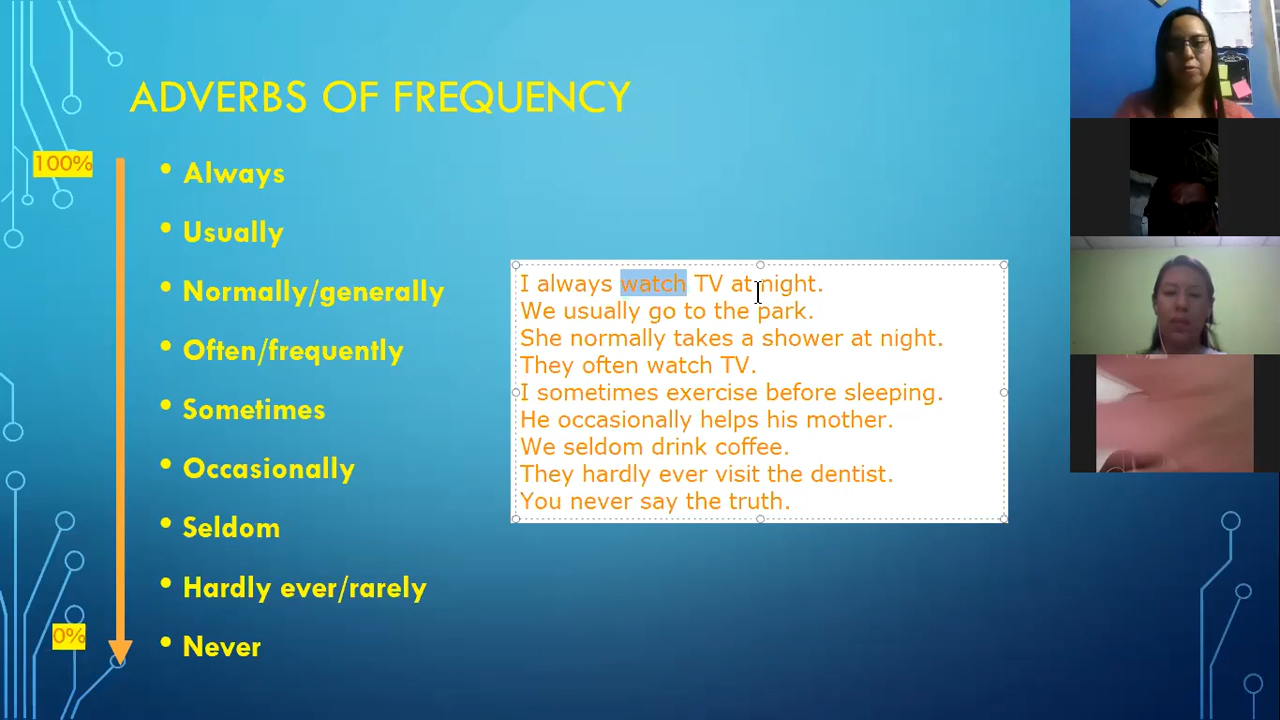 ADVERBS OF FREQUENCY
100%
• Always
• Usually
• Normally/generally
• Often/frequently
• Sometimes
• Occasionally
• Seldom
• Hardly ever/rarely
• Never
0%
I always watch TV at night.
We usually go to the park.
She normally takes a shower at night.
They often watch TV.
I sometimes exercise before sleeping.
He occasionally helps his mother.
We seldom drink coffee.
They hardly ever visit the dentist.
You never say the truth.